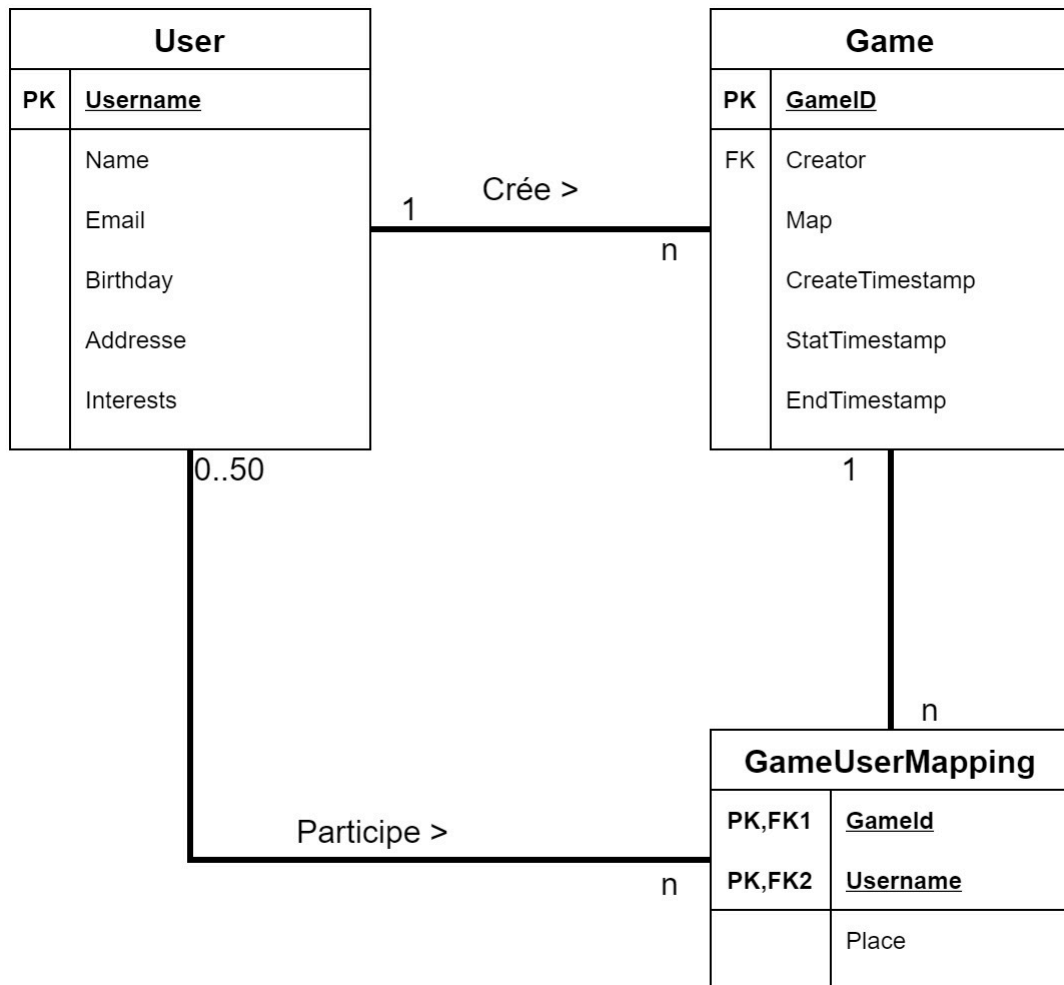 User
PK Username
Name
Email
Birthday
Addresse
Interests
Crée >
1
n
Game
PK GameID
FK Creator
Map
CreateTimestamp
StatTimestamp
EndTimestamp
0..50
1
n
Participe >
n
GameUserMapping
PK,FK1 GameId
PK,FK2 Username
Place